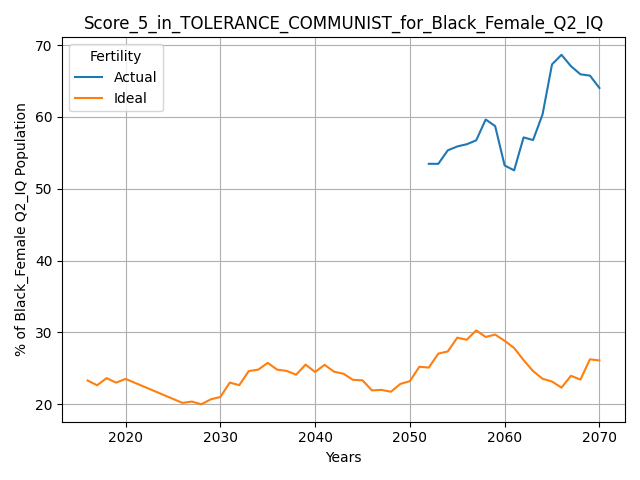 Score_5_in_TOLERANCE_COMMUNIST_for_Black_Female_Q2_IQ
Fertility
Actual
Ideal
% of Black_Female Q2_IQ Population
70
60
50
40
30
20
2020
2030
2040
2050
2060
2070
Years